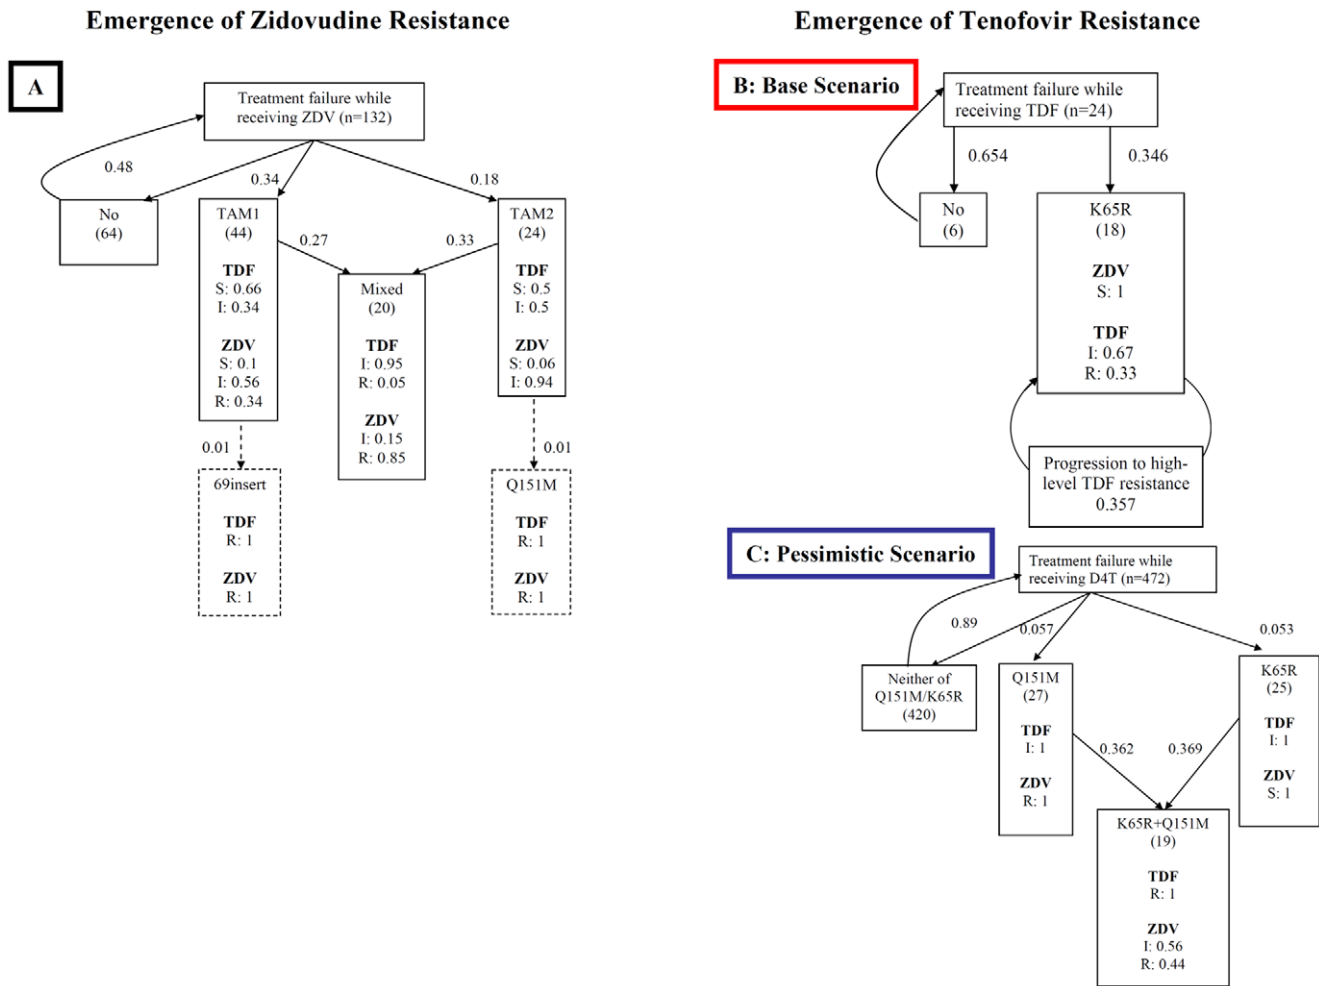 Emergence of Zidovudine Resistance
A
Treatment failure while
receiving ZDV (n=132)
0.48
0.34
0.18
No
(64)
TAM1
(44)
TDF
S: 0.66
I: 0.34
ZDV
S: 0.1
I: 0.56
R: 0.34
0.27
0.33
Mixed
(20)
TDF
I: 0.95
R: 0.05
ZDV
I: 0.15
R: 0.85
TAM2
(24)
TDF
S: 0.5
I: 0.5
ZDV
S: 0.06
I: 0.94
0.01
69insert
TDF
R: 1
ZDV
R: 1
0.01
Q151M
TDF
R: 1
ZDV
R: 1
Emergence of Tenofovir Resistance
B: Base Scenario
Treatment failure while
receiving TDF (n=24)
0.654
0.346
No
(6)
K65R
(18)
ZDV
S: 1
TDF
I: 0.67
R: 0.33
Progression to high-
level TDF resistance
0.357
C: Pessimistic Scenario
Treatment failure while
receiving D4T (n=472)
0.89
0.057
0.053
Neither of
Q151M/K65R
(420)
Q151M
(27)
TDF
I: 1
ZDV
R: 1
K65R
(25)
TDF
I: 1
ZDV
S: 1
0.362
0.369
K65R+Q151M
(19)
TDF
R: 1
ZDV
I: 0.56
R: 0.44